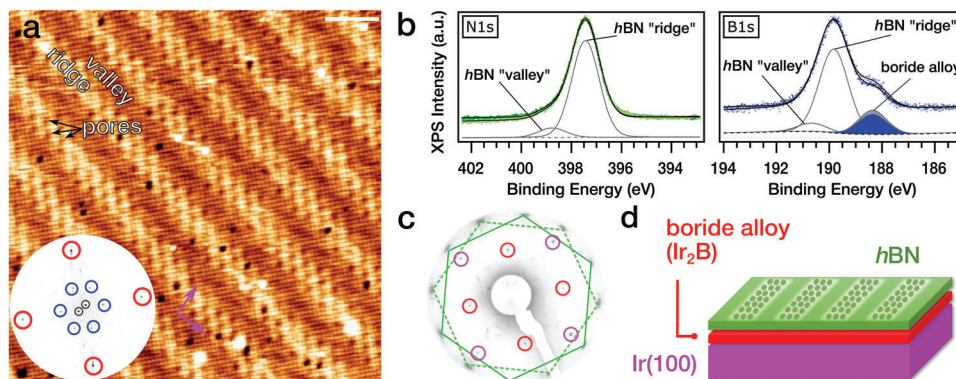 a
ridge
valley
pores
b
N1s
hBN "ridge"
hBN "valley"
XPS Intensity (a.u.)
402 400 398 396 394
Binding Energy (eV)
B1s
hBN "ridge"
hBN "valley"
boride alloy
194 192 190 188 186
Binding Energy (eV)
c
d
boride alloy
(Ir₂B)
hBN
Ir(100)